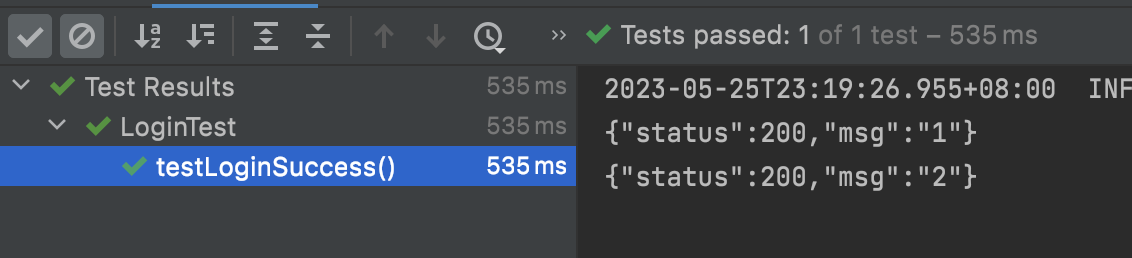 Tests passed: 1 of 1 test – 535 ms
Test Results 535 ms
LoginTest 535 ms
testLoginSuccess() 535 ms
2023-05-25T23:19:26.955+08:00 INF
{"status":200,"msg":"1"}
{"status":200,"msg":"2"}